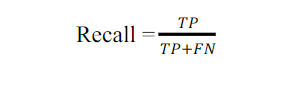 Recall = TP
TP+FN